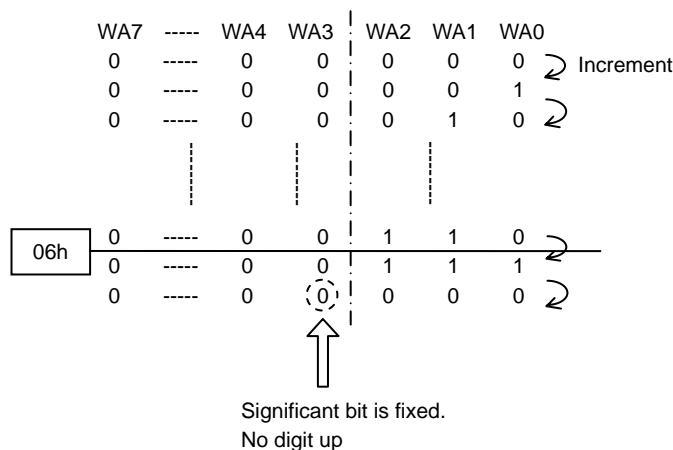 WA7 ----- WA4 WA3 WA2 WA1 WA0
0 ----- 0 0 0 0 0 Increment
0 ----- 0 0 0 0 1
0 ----- 0 0 0 1 0
0 ----- 0 0 1 1 0
06h
0 ----- 0 0 1 1 1
0 ----- 0 0 0 0 0
Significant bit is fixed.
No digit up